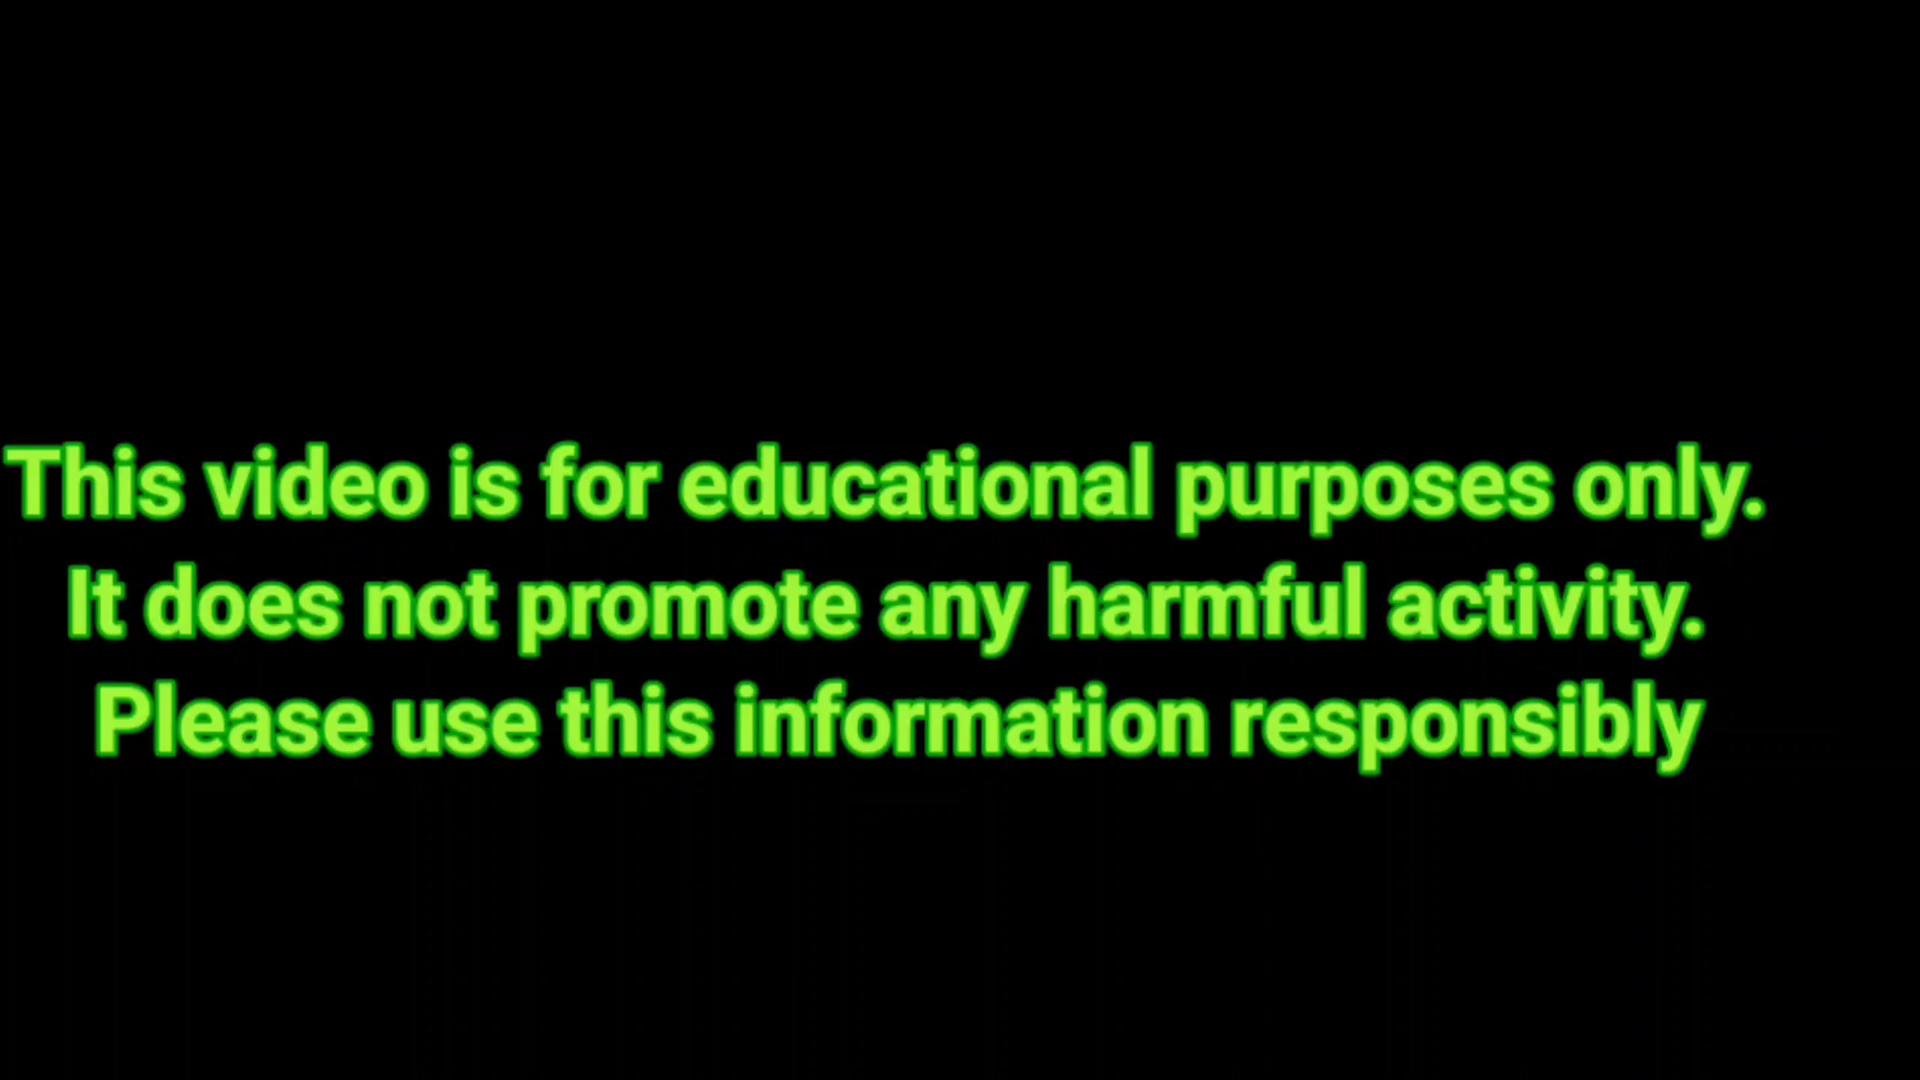 This video is for educational purposes only.
It does not promote any harmful activity.
Please use this information responsibly